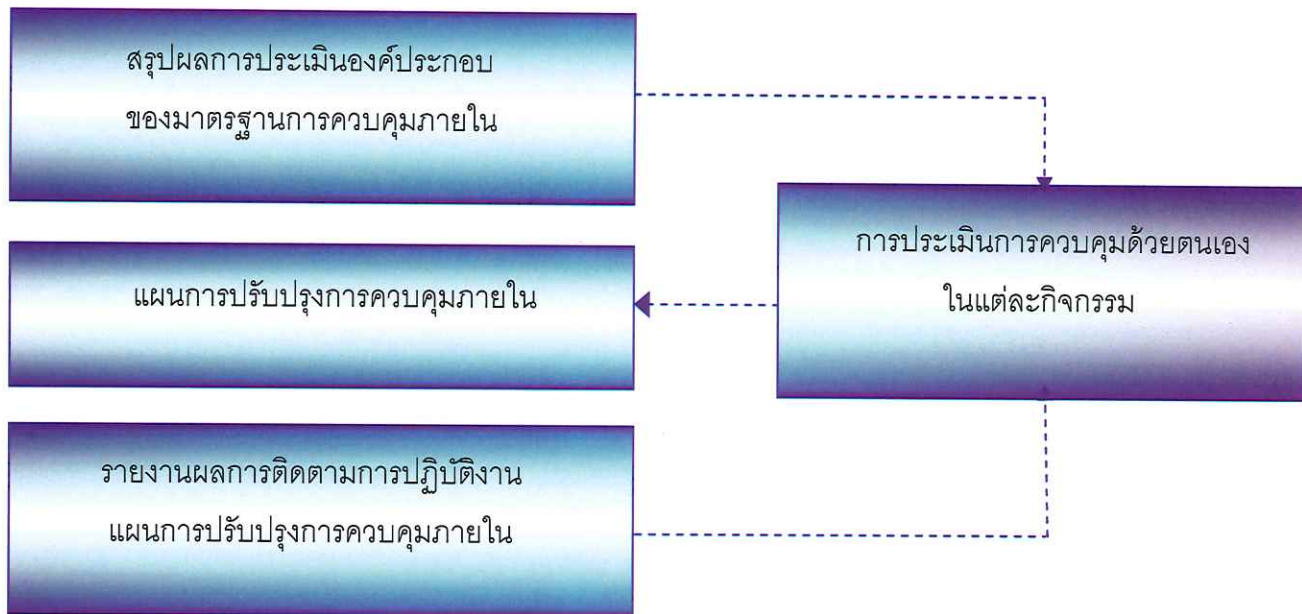 สรุปผลการประเมินองค์ประกอบ
ของมาตรฐานการควบคุมภายใน
แผนการปรับปรุงการควบคุมภายใน
รายงานผลการติดตามการปฏิบัติงาน
แผนการปรับปรุงการควบคุมภายใน
การประเมินการควบคุมด้วยตนเอง
ในแต่ละกิจกรรม